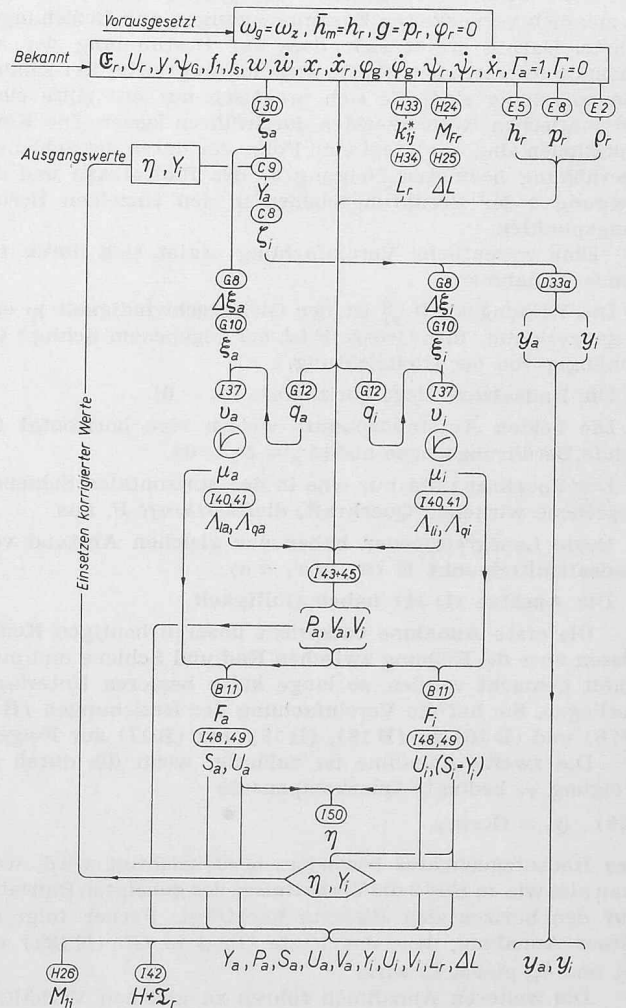 Vorausgesetzt
ω_g=ω_z, h̄_m=h_r, g=p_r, φ_r=0
Bekannt
𝕰_r, U_r, y, ψ_G, f_1, f_s, w, ẇ, x_r, ẋ_r, φ_g, φ̇_g, ψ_r, ψ̇_r, ẋ_r, Γ_a=1, Γ_i=0
I30 H33 H24 E5 E8 E2
ζ_a k*_ij M_Fr h_r p_r ρ_r
Ausgangswerte
η, Y_i
C9 H34 H25
Y_a L_r ΔL
C8
ζ_i
G8 G8 D33a
Δξ_a Δξ_i
G10 G10 y_a y_i
ξ_a ξ_i
I37 G12 G12 I37
υ_a q_a q_i υ_i
μ_a μ_i
I40,41 I40,41
Λ_la, Λ_qa Λ_li, Λ_qi
Einsetzen korrigierter Werte
I43÷45
P_a, V_a, V_i
B11 B11
F_a F_i
I48,49 I48,49
S_a, U_a U_i, (S_i=Y_i)
I50
η
η, Y_i
H26 I42 Y_a, P_a, S_a, U_a, V_a, Y_i, U_i, V_i, L_r, ΔL y_a, y_i
M_1j H+𝕿_r